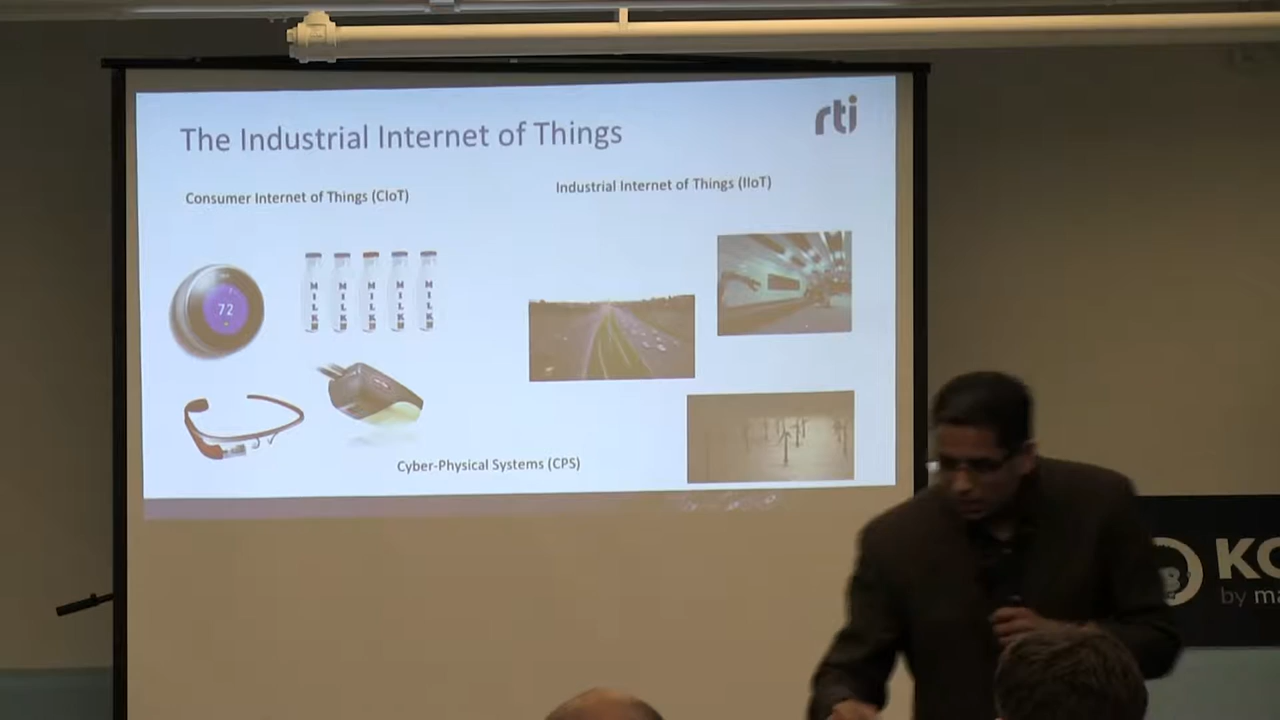 rti
The Industrial Internet of Things
Consumer Internet of Things (CIoT)
Industrial Internet of Things (IIoT)
72
MILK MILK MILK MILK MILK
Cyber-Physical Systems (CPS)
KO
by ma